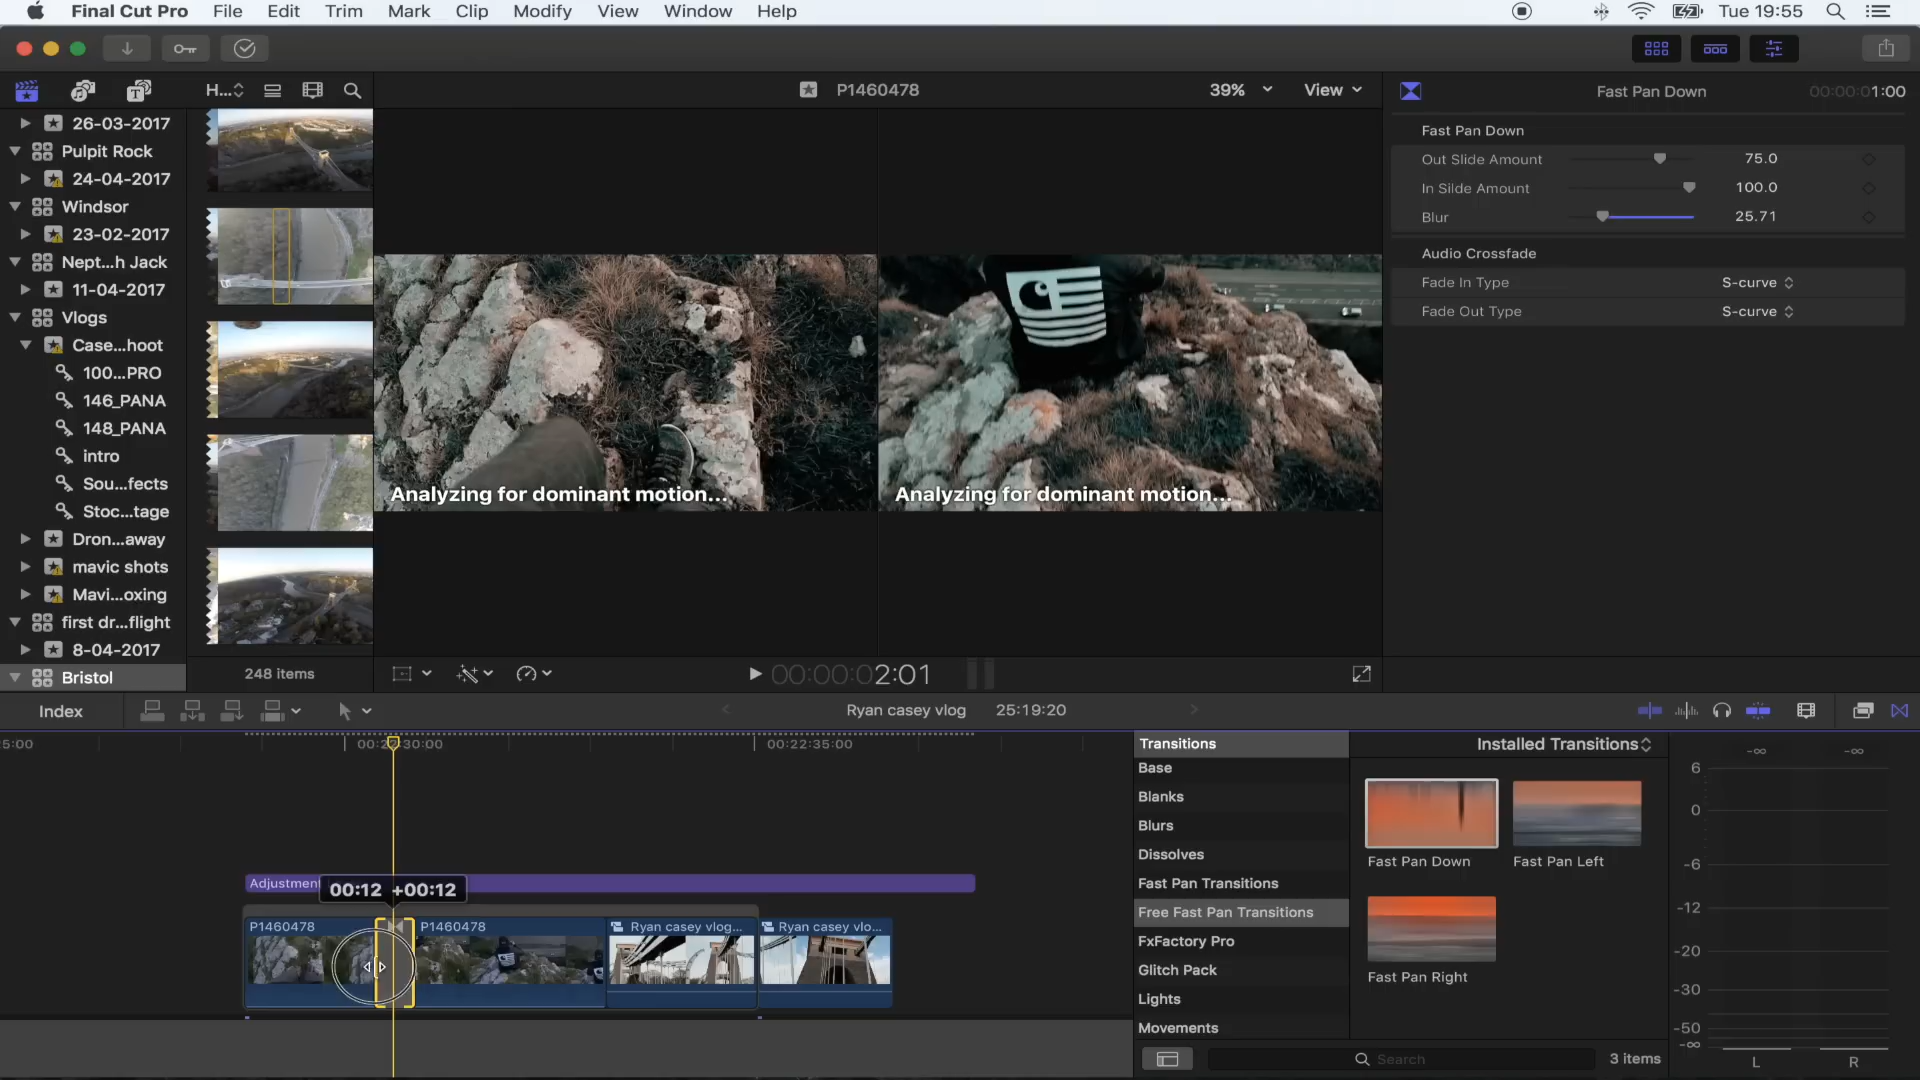 Final Cut Pro File Edit Trim Mark Clip Modify View Window Help Tue 19:55
H... P1460478 39% View Fast Pan Down 00:00:01:00
26-03-2017
Pulpit Rock
24-04-2017
Windsor
23-02-2017
Nept...h Jack
11-04-2017
Vlogs
Case...hoot
100...PRO
146_PANA
148_PANA
intro
Sou...fects
Stoc...tage
Dron...away
mavic shots
Mavi...oxing
first dr...flight
8-04-2017
Bristol
248 items
Analyzing for dominant motion...
Analyzing for dominant motion...
00:00:02:01
Fast Pan Down
Out Slide Amount 75.0
In Silde Amount 100.0
Blur 25.71
Audio Crossfade
Fade In Type S-curve
Fade Out Type S-curve
Index Ryan casey vlog 25:19:20
5:00 00:22:30:00 00:22:35:00
Adjustment
00:12 +00:12
P1460478 P1460478 Ryan casey vlog... Ryan casey vlo...
Transitions
Base
Blanks
Blurs
Dissolves
Fast Pan Transitions
Free Fast Pan Transitions
FxFactory Pro
Glitch Pack
Lights
Movements
Installed Transitions
Fast Pan Down Fast Pan Left
Fast Pan Right
Search 3 items
-∞ -∞
6
0
-6
-12
-20
-30
-50
-∞
L R